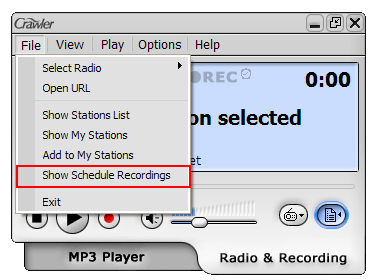 Crawler
File View Play Options Help
Select Radio
Open URL
Show Stations List
Show My Stations
Add to My Stations
Show Schedule Recordings
Exit
REC 0:00
on selected
et
MP3 Player Radio & Recording